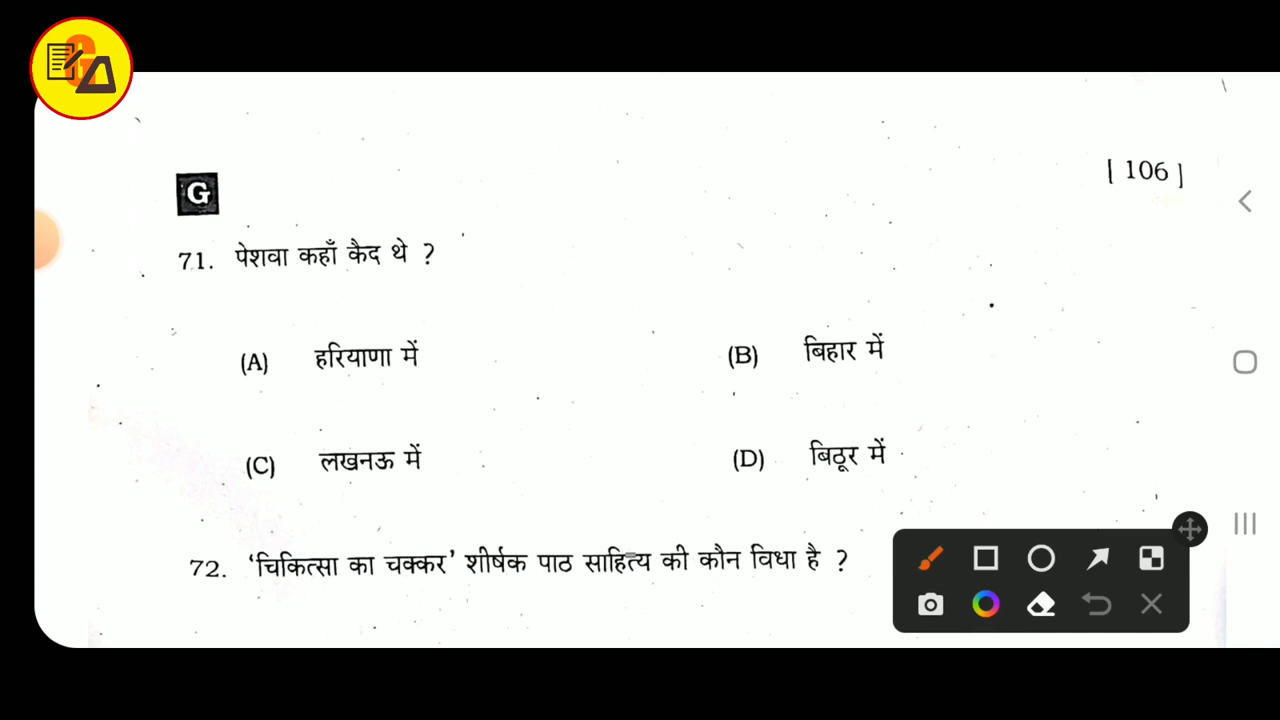 G
[ 106 ]
G
71. पेशवा कहाँ कैद थे ?
(A) हरियाणा में (B) बिहार में
(C) लखनऊ में (D) बिठूर में
72. ‘चिकित्सा का चक्कर’ शीर्षक पाठ साहित्य की कौन विधा है ?